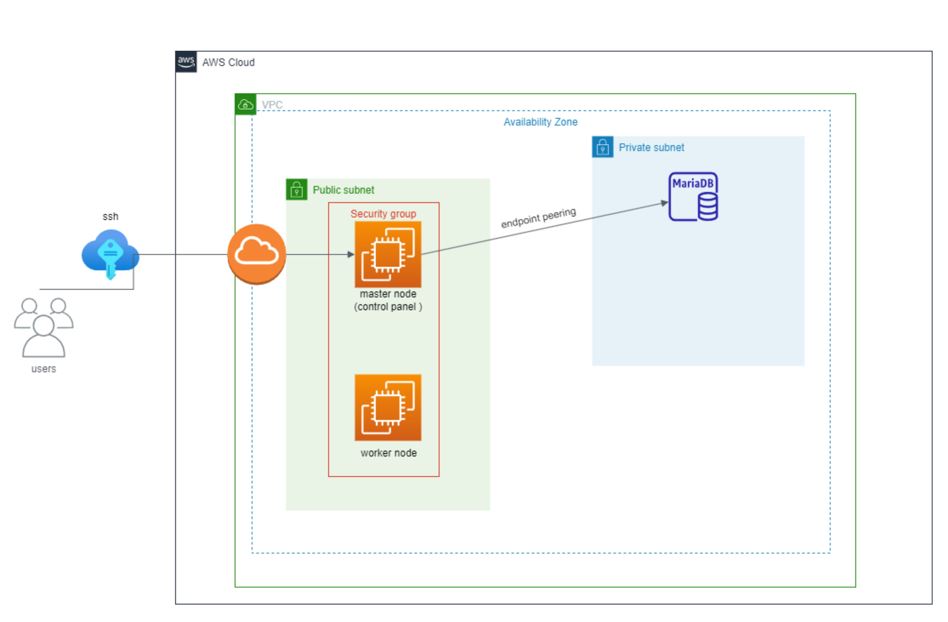 aws
AWS Cloud
VPC
Availability Zone
Private subnet
MariaDB
Public subnet
Security group
ssh
endpoint peering
master node
(control panel )
users
worker node